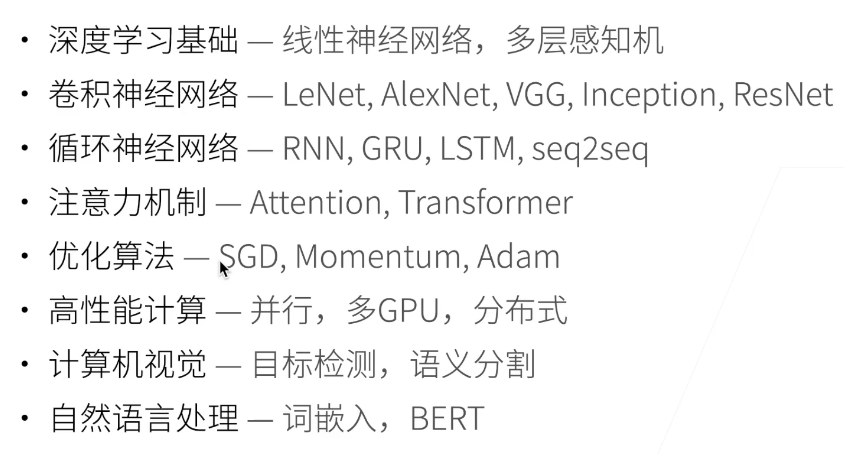 • 深度学习基础 — 线性神经网络，多层感知机
• 卷积神经网络 — LeNet, AlexNet, VGG, Inception, ResNet
• 循环神经网络 — RNN, GRU, LSTM, seq2seq
• 注意力机制 — Attention, Transformer
• 优化算法 — SGD, Momentum, Adam
• 高性能计算 — 并行，多GPU，分布式
• 计算机视觉 — 目标检测，语义分割
• 自然语言处理 — 词嵌入，BERT